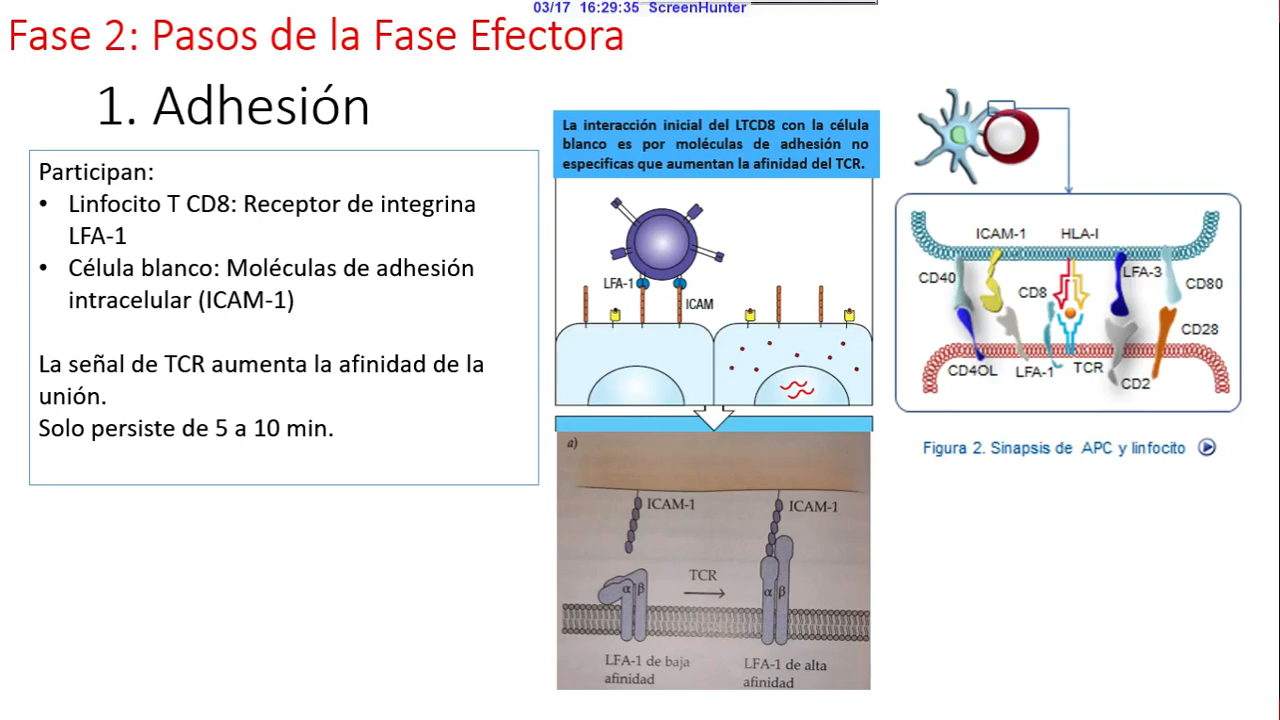 03/17 16:29:35 ScreenHunter
Fase 2: Pasos de la Fase Efectora
1. Adhesión
Participan:
• Linfocito T CD8: Receptor de integrina
LFA-1
• Célula blanco: Moléculas de adhesión
intracelular (ICAM-1)
La señal de TCR aumenta la afinidad de la
unión.
Solo persiste de 5 a 10 min.
La interacción inicial del LTCD8 con la célula
blanco es por moléculas de adhesión no
especificas que aumentan la afinidad del TCR.
LFA-1
ICAM
a)
ICAM-1
ICAM-1
TCR
α β
α β
LFA-1 de baja
afinidad
LFA-1 de alta
afinidad
ICAM-1
HLA-I
CD40
LFA-3
CD80
CD8
CD28
CD4OL
LFA-1
TCR
CD2
Figura 2. Sinapsis de APC y linfocito